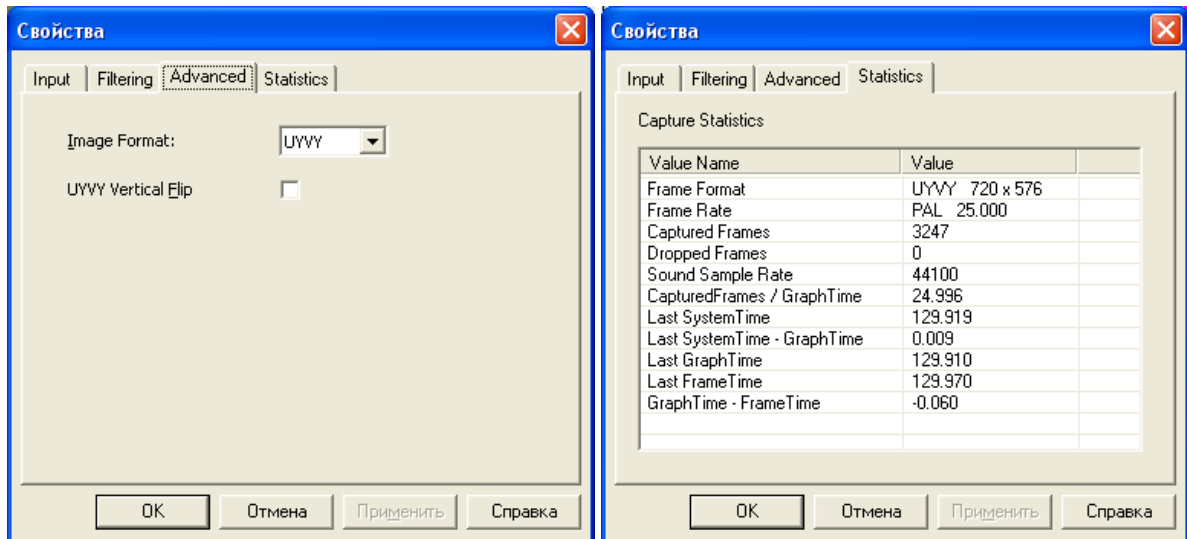 Свойства
Input Filtering Advanced Statistics
Image Format: UYVY
UYVY Vertical Flip
OK Отмена Применить Справка
Свойства
Input Filtering Advanced Statistics
Capture Statistics
Value Name Value
Frame Format UYVY 720 x 576
Frame Rate PAL 25.000
Captured Frames 3247
Dropped Frames 0
Sound Sample Rate 44100
CapturedFrames / GraphTime 24.996
Last SystemTime 129.919
Last SystemTime - GraphTime 0.009
Last GraphTime 129.910
Last FrameTime 129.970
GraphTime - FrameTime -0.060
OK Отмена Применить Справка